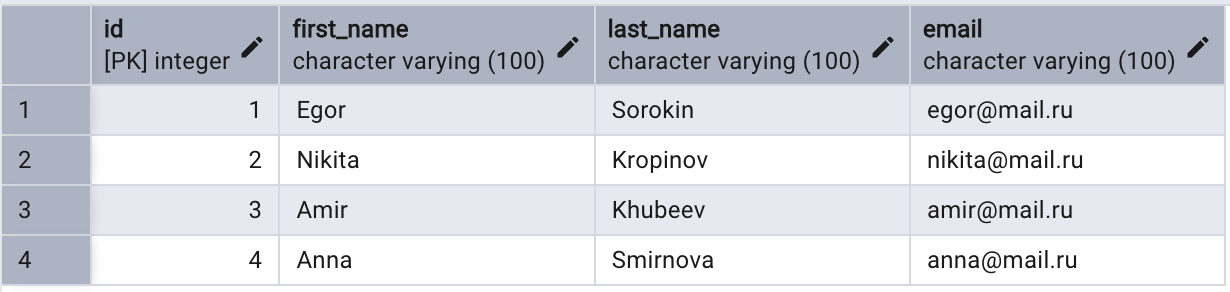 id first_name last_name email
[PK] integer character varying (100) character varying (100) character varying (100)
1 1 Egor Sorokin egor@mail.ru
2 2 Nikita Kropinov nikita@mail.ru
3 3 Amir Khubeev amir@mail.ru
4 4 Anna Smirnova anna@mail.ru